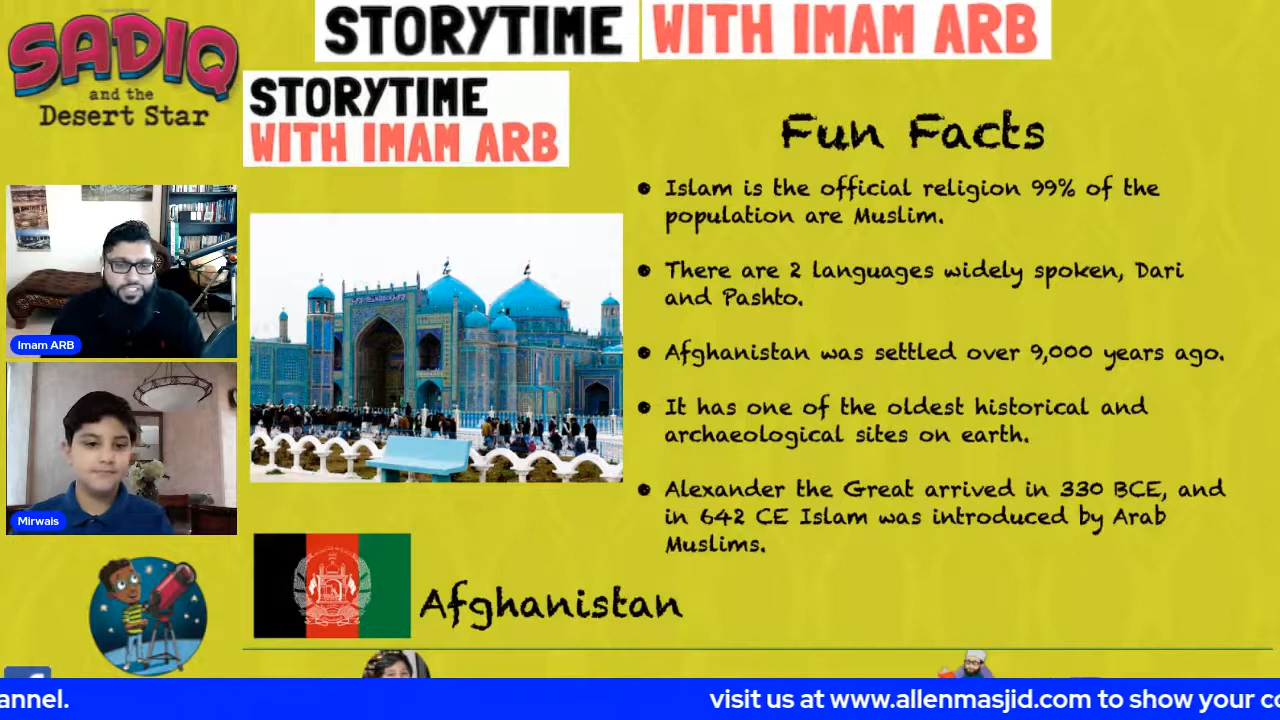 SADIQ
and the
Desert Star
STORYTIME WITH IMAM ARB
STORYTIME
WITH IMAM ARB
Fun Facts
• Islam is the official religion 99% of the
population are Muslim.
• There are 2 languages widely spoken, Dari
and Pashto.
• Afghanistan was settled over 9,000 years ago.
• It has one of the oldest historical and
archaeological sites on earth.
• Alexander the Great arrived in 330 BCE, and
in 642 CE Islam was introduced by Arab
Muslims.
Imam ARB
Mirwais
Afghanistan
annel. visit us at www.allenmasjid.com to show your co